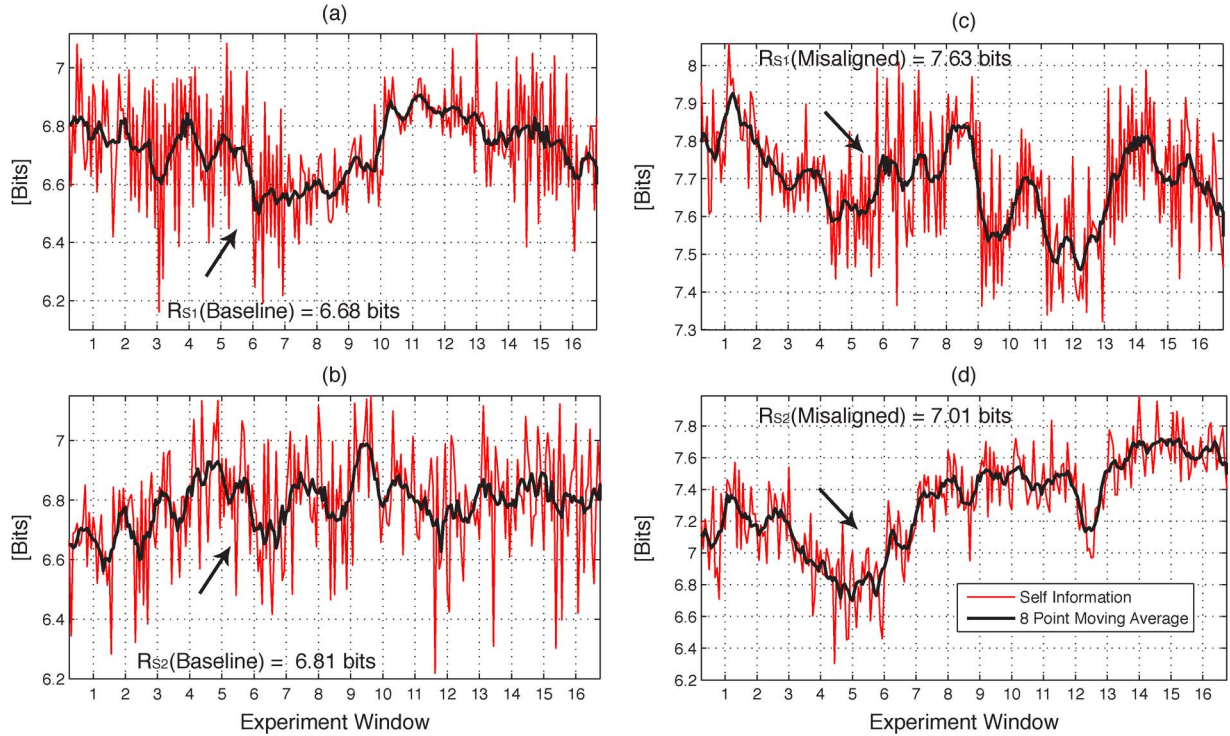 (a)
[Bits]
7
6.8
6.6
6.4
6.2
RS1(Baseline) = 6.68 bits
1 2 3 4 5 6 7 8 9 10 11 12 13 14 15 16
(b)
[Bits]
7
6.8
6.6
6.4
6.2
RS2(Baseline) = 6.81 bits
1 2 3 4 5 6 7 8 9 10 11 12 13 14 15 16
Experiment Window
(c)
[Bits]
RS1(Misaligned) = 7.63 bits
8
7.9
7.8
7.7
7.6
7.5
7.4
7.3
1 2 3 4 5 6 7 8 9 10 11 12 13 14 15 16
(d)
[Bits]
RS2(Misaligned) = 7.01 bits
7.8
7.6
7.4
7.2
7
6.8
6.6
6.4
6.2
Self Information
8 Point Moving Average
1 2 3 4 5 6 7 8 9 10 11 12 13 14 15 16
Experiment Window